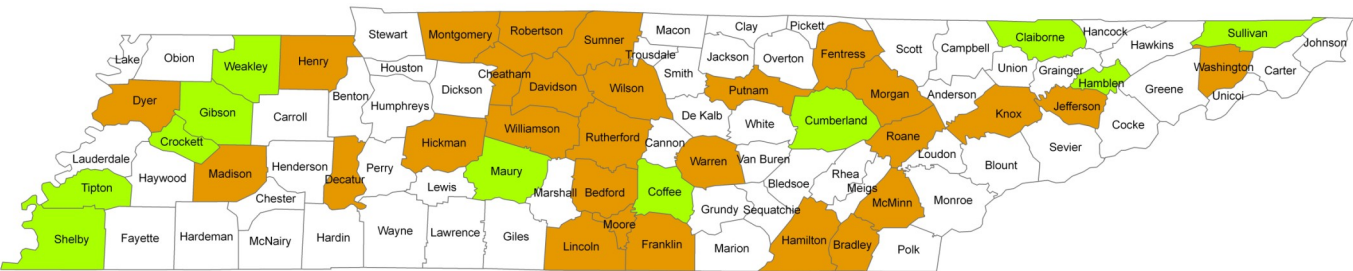 Lake
Obion
Weakley
Henry
Stewart
Montgomery
Robertson
Sumner
Macon
Clay
Pickett
Trousdale
Smith
Jackson
Overton
Fentress
Scott
Campbell
Claiborne
Hancock
Hawkins
Sullivan
Johnson
Houston
Cheatham
Dickson
Davidson
Wilson
Putnam
Morgan
Anderson
Union
Grainger
Hamblen
Greene
Washington
Carter
Unicoi
Dyer
Gibson
Carroll
Benton
Humphreys
De Kalb
White
Cumberland
Roane
Knox
Jefferson
Cocke
Crockett
Lauderdale
Haywood
Madison
Henderson
Decatur
Perry
Hickman
Williamson
Rutherford
Cannon
Warren
Van Buren
Loudon
Blount
Sevier
Tipton
Chester
Lewis
Maury
Marshall
Bedford
Coffee
Grundy
Sequatchie
Bledsoe
Rhea
Meigs
McMinn
Monroe
Shelby
Fayette
Hardeman
McNairy
Hardin
Wayne
Lawrence
Giles
Lincoln
Moore
Franklin
Marion
Hamilton
Bradley
Polk